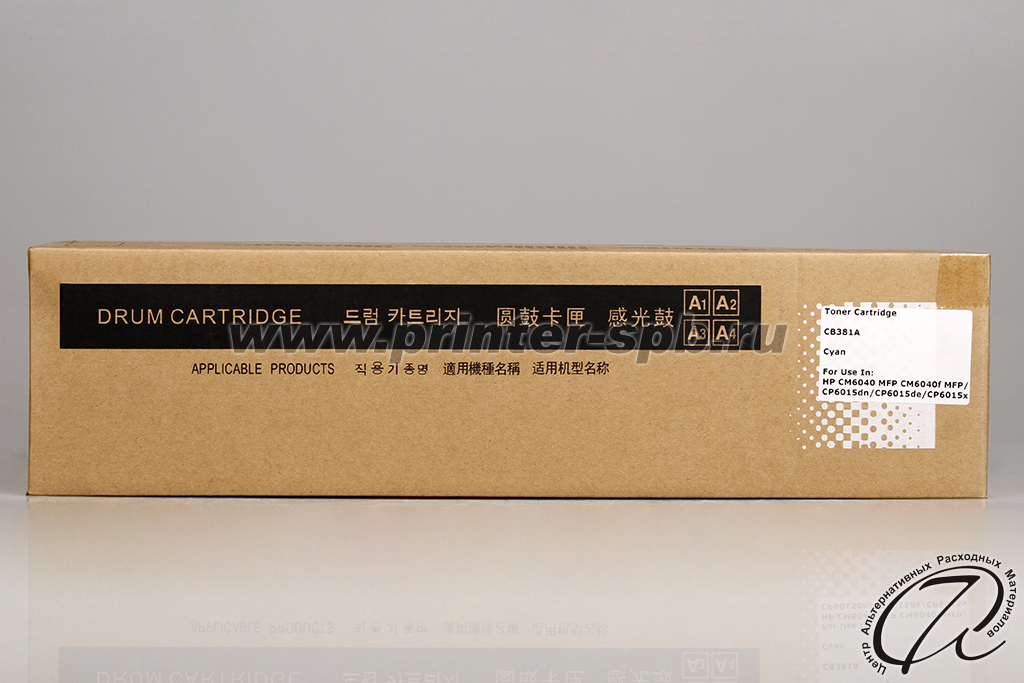 DRUM CARTRIDGE 드럼 카트리지 圆鼓卡匣 感光鼓 A1 A2
A3 A4
www.printer-spb.ru
APPLICABLE PRODUCTS 적용기종명 適用機種名稱 适用机型名称
Toner Cartridge
CB381A
Cyan
For Use In:
HP CM6040 MFP CM6040f MFP/
CP6015dn/CP6015de/CP6015x
Центр Альтернативных Расходных Материалов